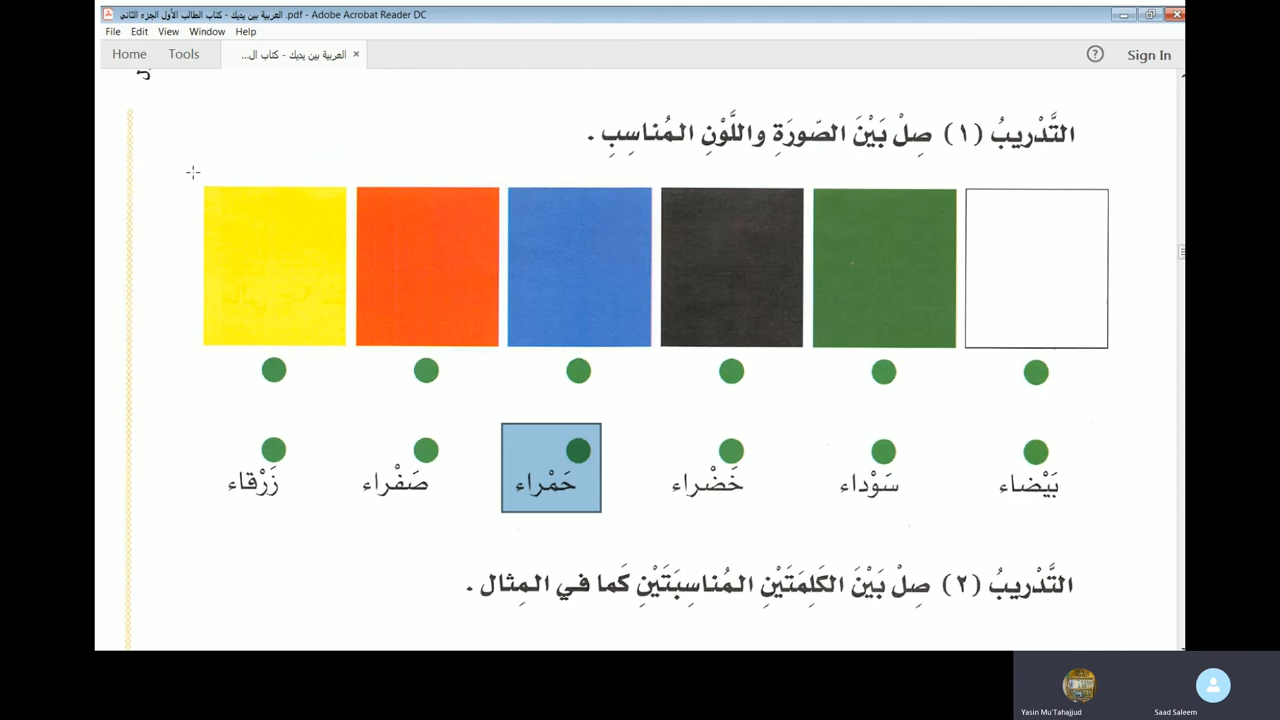 العربية بين يديك - كتاب الطالب الأول الجزء الثاني .pdf - Adobe Acrobat Reader DC
File Edit View Window Help
Home Tools العربية بين يديك - كتاب ال... × ? Sign In
التَّدْريبُ (١) صِلْ بَيْنَ الصّورَةِ واللَّوْنِ المُناسِبِ .
بَيْضاء سَوْداء خَضْراء حَمْراء صَفْراء زَرْقاء
التَّدْريبُ (٢) صِلْ بَيْنَ الكَلِمَتَيْنِ المُناسِبَتَيْنِ كَما في المِثال .
Yasin Mu'Tahajjud Saad Saleem